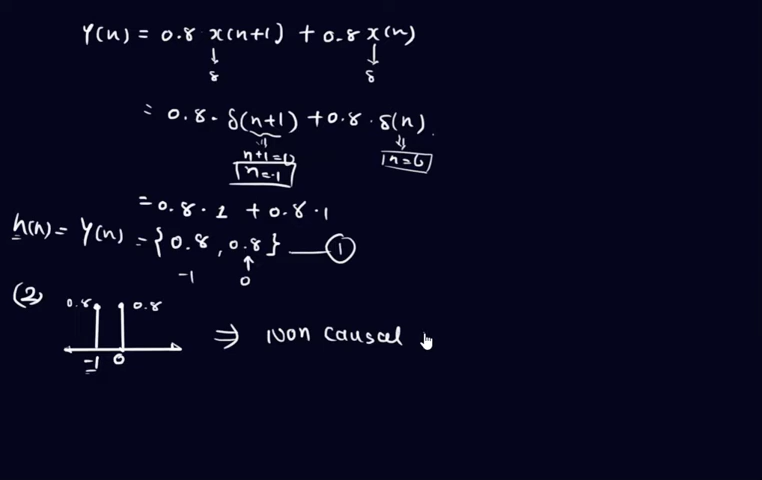 Y(n) = 0.8 x(n+1) + 0.8 x(n)
δ δ
= 0.8 · δ(n+1) + 0.8 · δ(n).
n+1=0 n=0
n=-1
= 0.8 · 1 + 0.8 · 1
h(n) = Y(n) = {0.8, 0.8} — ①
-1 0
(2)
0.8 0.8
⇒ Non causal
-1 0